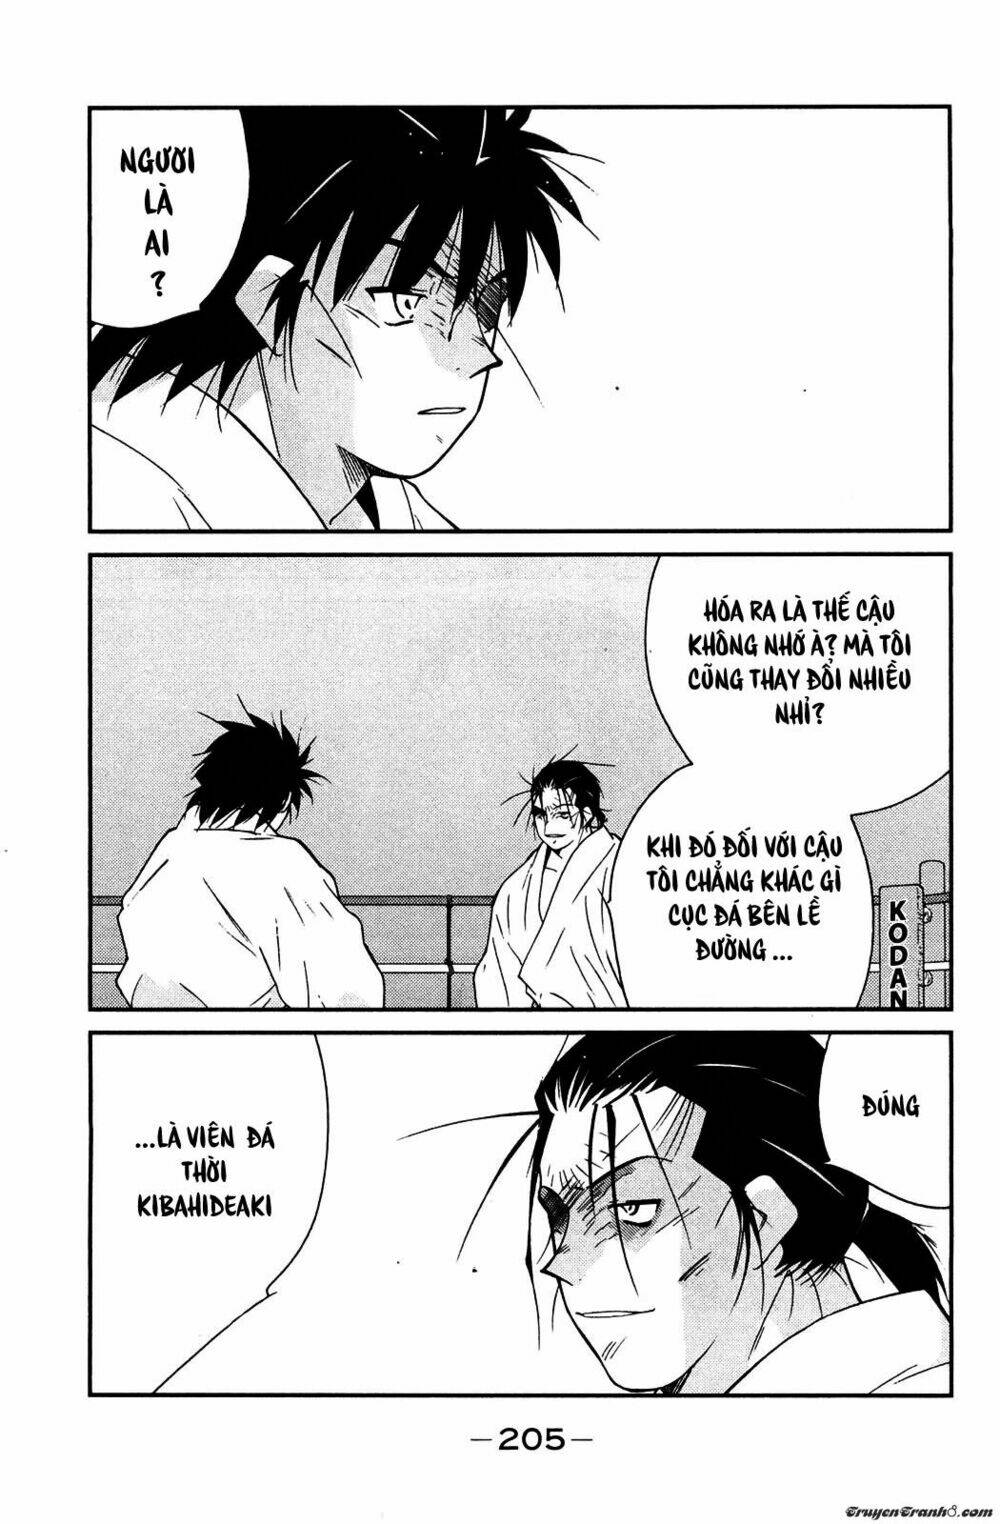 NGƯƠI
LÀ
AI
?
HÓA RA LÀ THẾ CẬU
KHÔNG NHỚ À? MÀ TÔI
CŨNG THAY ĐỔI NHIỀU
NHỈ?
KHI ĐÓ ĐỐI VỚI CẬU
TÔI CHẲNG KHÁC GÌ
CỤC ĐÁ BÊN LỀ
ĐƯỜNG ...
KODAN
ĐÚNG
...LÀ VIÊN ĐÁ
THỜI
KIBAHIDEAKI
-205-
TruyenTranh8.com